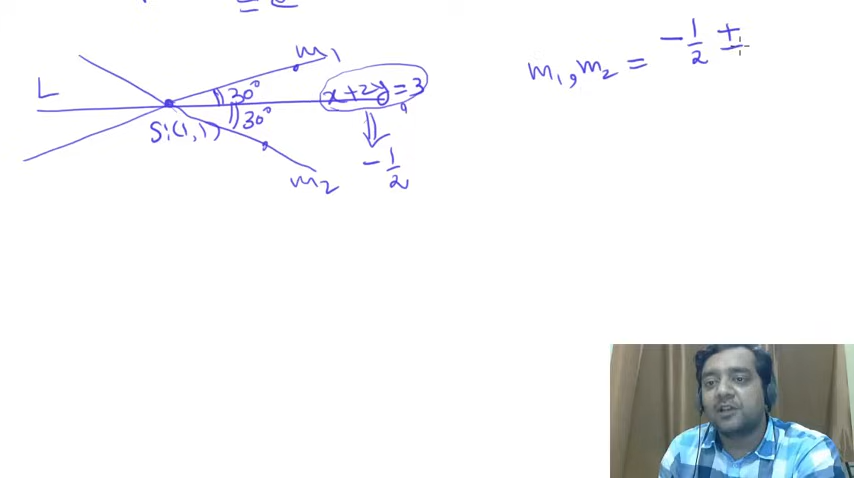 m₁
m₁, m₂ = -1/2 ±
L
30°
x+2y=3
30°
S:(1,1)
⇓
-1/2
m₂